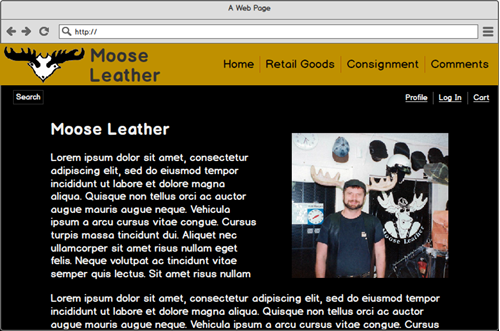 A Web Page
http://
Moose
Leather
Home Retail Goods Consignment Comments
Search
Profile Log In Cart
Moose Leather
Lorem ipsum dolor sit amet, consectetur
adipiscing elit, sed do eiusmod tempor
incididunt ut labore et dolore magna
aliqua. Quisque non tellus orci ac auctor
augue mauris augue neque. Vehicula
ipsum a arcu cursus vitae congue. Cursus
turpis massa tincidunt dui. Aliquet nec
ullamcorper sit amet risus nullam eget
felis. Neque volutpat ac tincidunt vitae
semper quis lectus. Sit amet risus nullam
Moose Leather
Lorem ipsum dolor sit amet, consectetur adipiscing elit, sed do eiusmod tempor
incididunt ut labore et dolore magna aliqua. Quisque non tellus orci ac auctor
augue mauris augue neque. Vehicula ipsum a arcu cursus vitae congue. Cursus